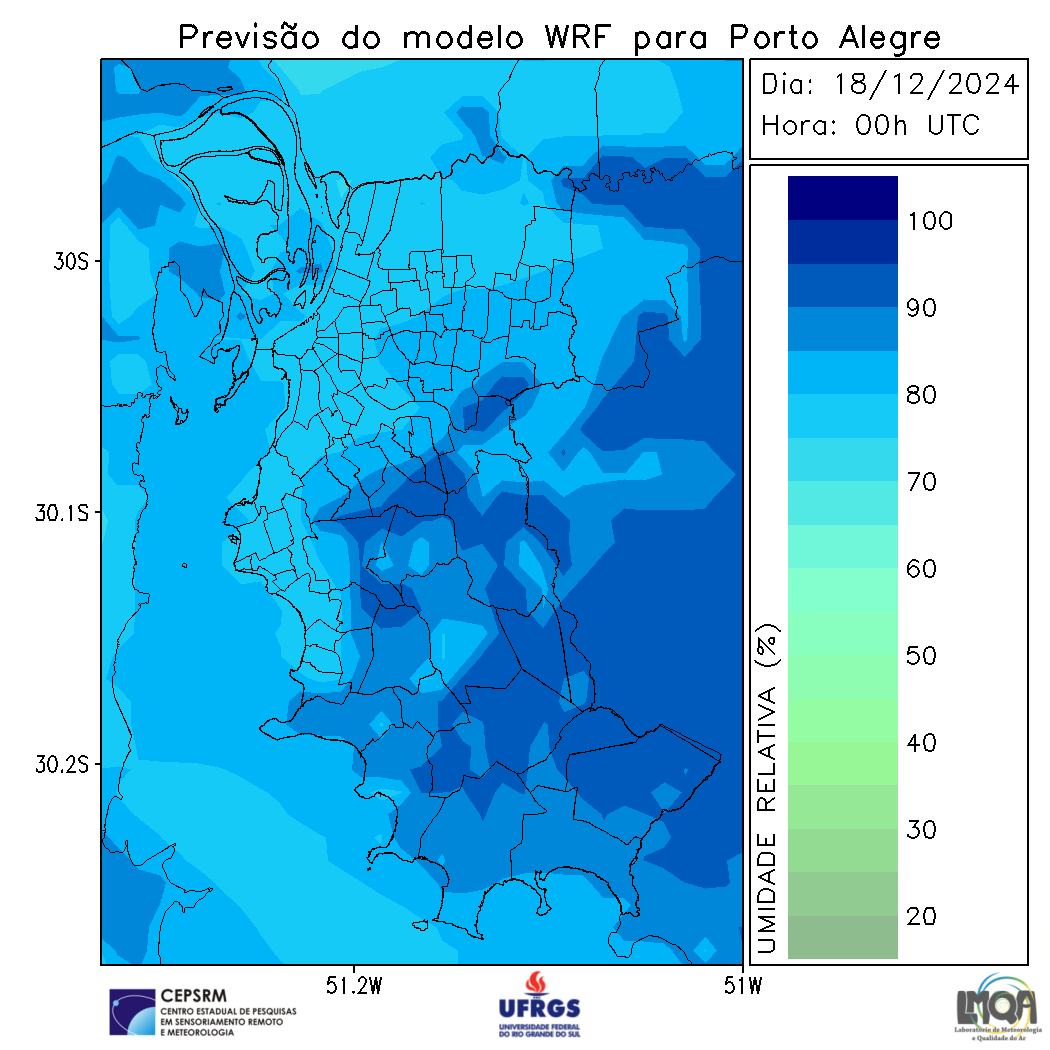 Previsão do modelo WRF para Porto Alegre
Dia: 18/12/2024
Hora: 00h UTC
100
90
80
70
60
50
40
30
20
UMIDADE RELATIVA (%)
30S
30.1S
30.2S
51.2W
51W
CEPSRM
CENTRO ESTADUAL DE PESQUISAS
EM SENSORIAMENTO REMOTO
E METEOROLOGIA
UFRGS
UNIVERSIDADE FEDERAL
DO RIO GRANDE DO SUL
LMQA
Laboratório de Meteorologia
e Qualidade do Ar